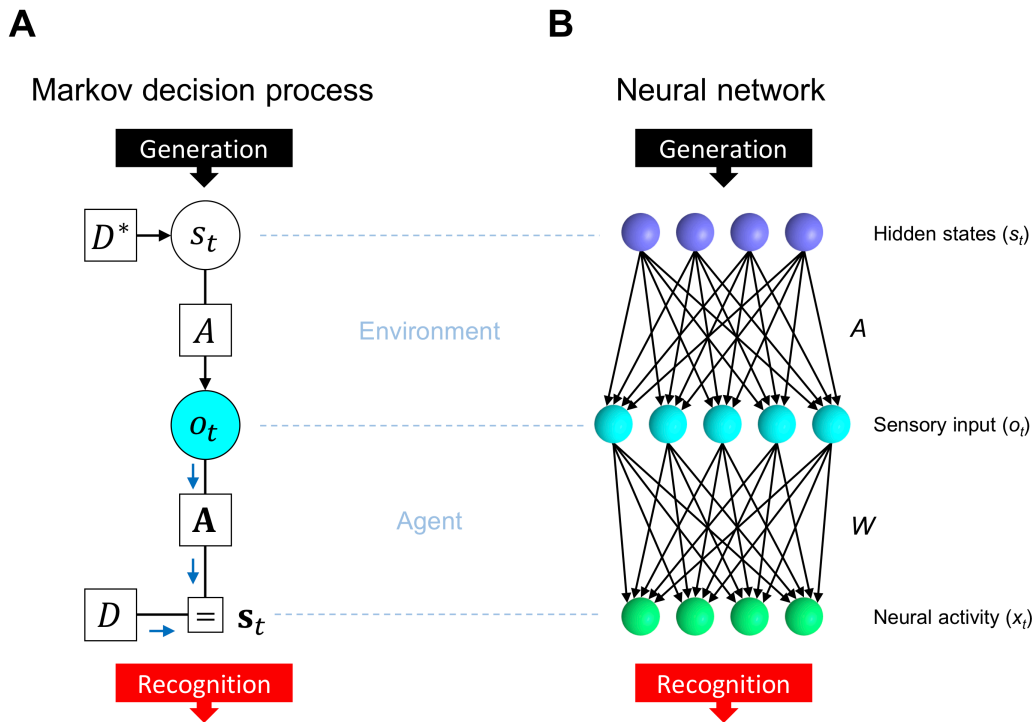 A
B
Markov decision process
Neural network
Generation
Generation
D*
s_t
Hidden states (s_t)
A
Environment
A
o_t
Sensory input (o_t)
A
Agent
W
D
=
s_t
Neural activity (x_t)
Recognition
Recognition